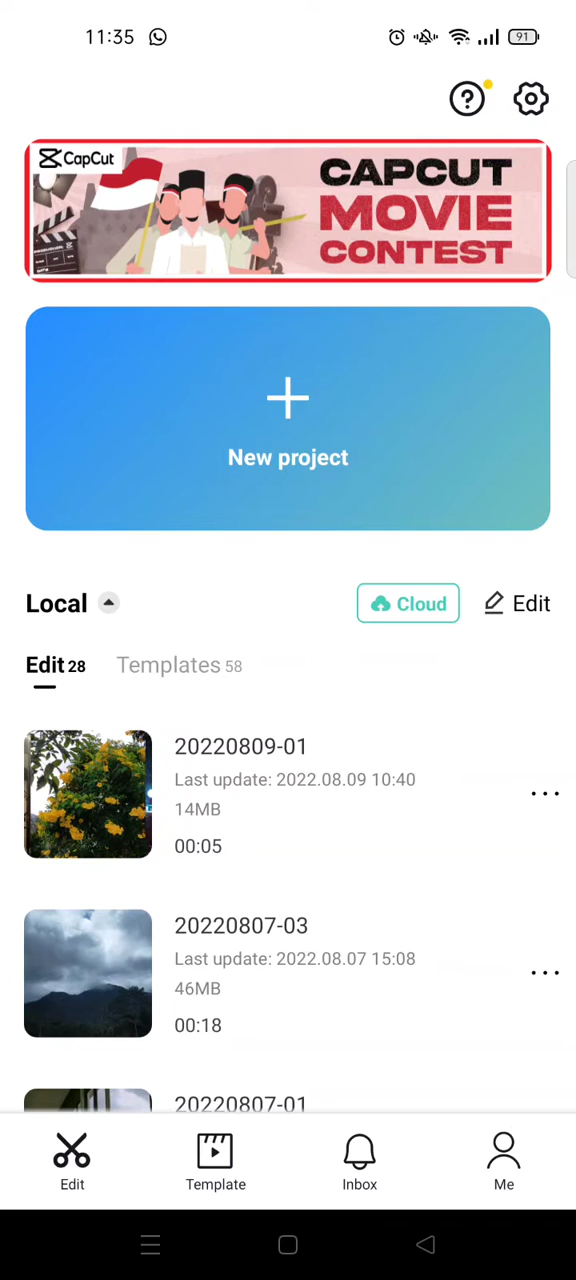 11:35
91
CapCut
CAPCUT
MOVIE
CONTEST
New project
Local
Cloud
Edit
Edit 28
Templates 58
20220809-01
Last update: 2022.08.09 10:40
14MB
00:05
20220807-03
Last update: 2022.08.07 15:08
46MB
00:18
20220807-01
Edit
Template
Inbox
Me